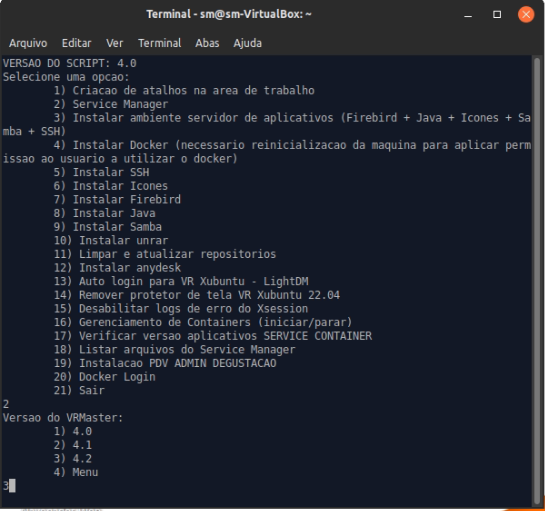 Terminal - sm@sm-VirtualBox: ~
Arquivo Editar Ver Terminal Abas Ajuda
VERSAO DO SCRIPT: 4.0
Selecione uma opcao:
1) Criacao de atalhos na area de trabalho
2) Service Manager
3) Instalar ambiente servidor de aplicativos (Firebird + Java + Icones + Sa
mba + SSH)
4) Instalar Docker (necessario reinicializacao da maquina para aplicar perm
issao ao usuario a utilizar o docker)
5) Instalar SSH
6) Instalar Icones
7) Instalar Firebird
8) Instalar Java
9) Instalar Samba
10) Instalar unrar
11) Limpar e atualizar repositorios
12) Instalar anydesk
13) Auto login para VR Xubuntu - LightDM
14) Remover protetor de tela VR Xubuntu 22.04
15) Desabilitar logs de erro do Xsession
16) Gerenciamento de Containers (iniciar/parar)
17) Verificar versao aplicativos SERVICE CONTAINER
18) Listar arquivos do Service Manager
19) Instalacao PDV ADMIN DEGUSTACAO
20) Docker Login
21) Sair
2
Versao do VRMaster:
1) 4.0
2) 4.1
3) 4.2
4) Menu
3